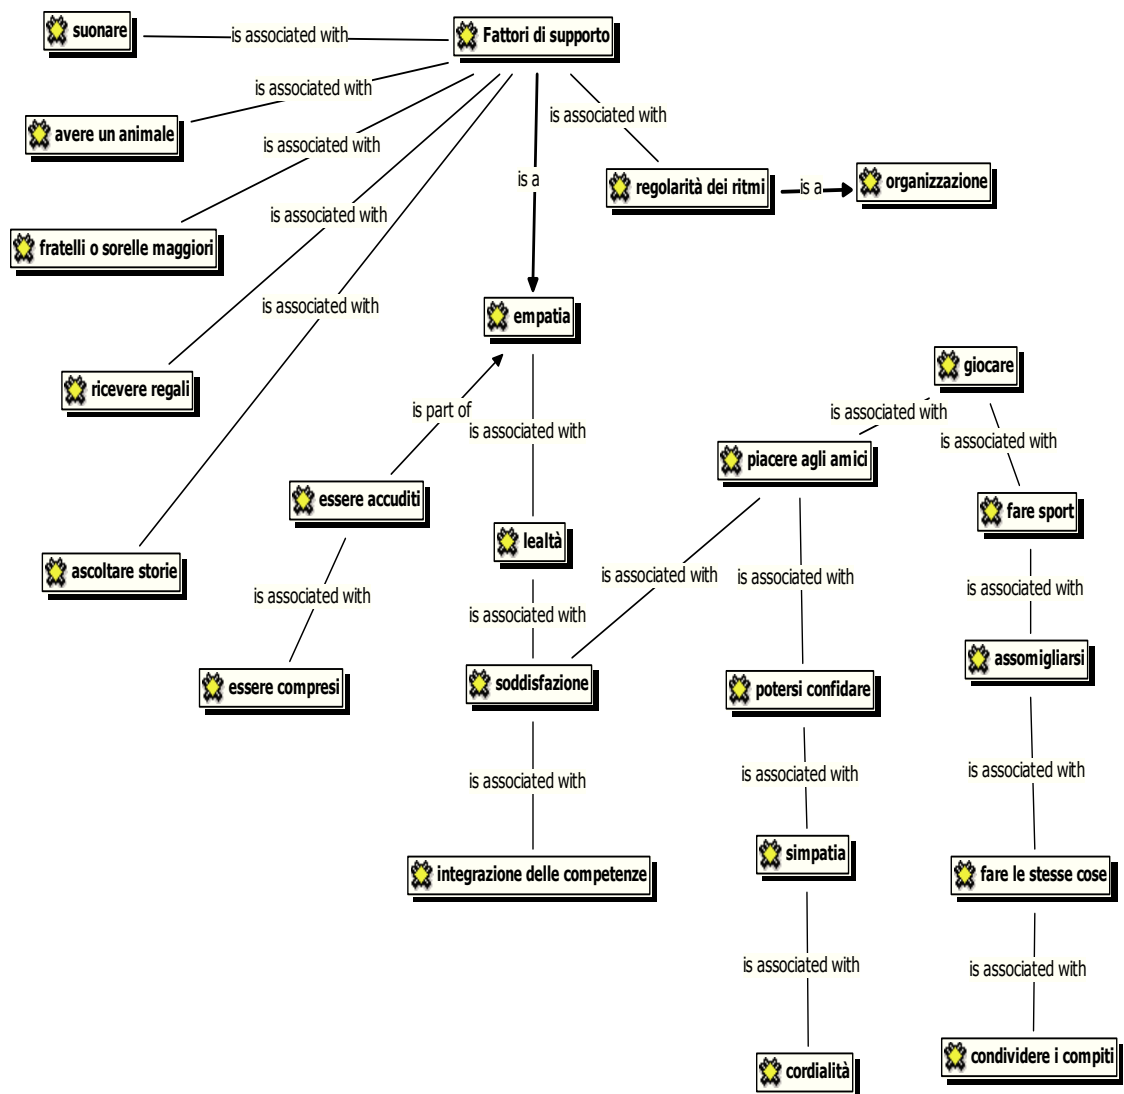 suonare
is associated with
Fattori di supporto
is associated with
avere un animale
is associated with
is associated with
fratelli o sorelle maggiori
is a
regolarità dei ritmi
is a
organizzazione
is associated with
is associated with
empatia
ricevere regali
giocare
is part of
is associated with
is associated with
is associated with
piacere agli amici
essere accuditi
fare sport
lealtà
ascoltare storie
is associated with
is associated with
is associated with
is associated with
is associated with
essere compresi
soddisfazione
potersi confidare
assomigliarsi
is associated with
is associated with
is associated with
integrazione delle competenze
simpatia
fare le stesse cose
is associated with
is associated with
cordialità
condividere i compiti